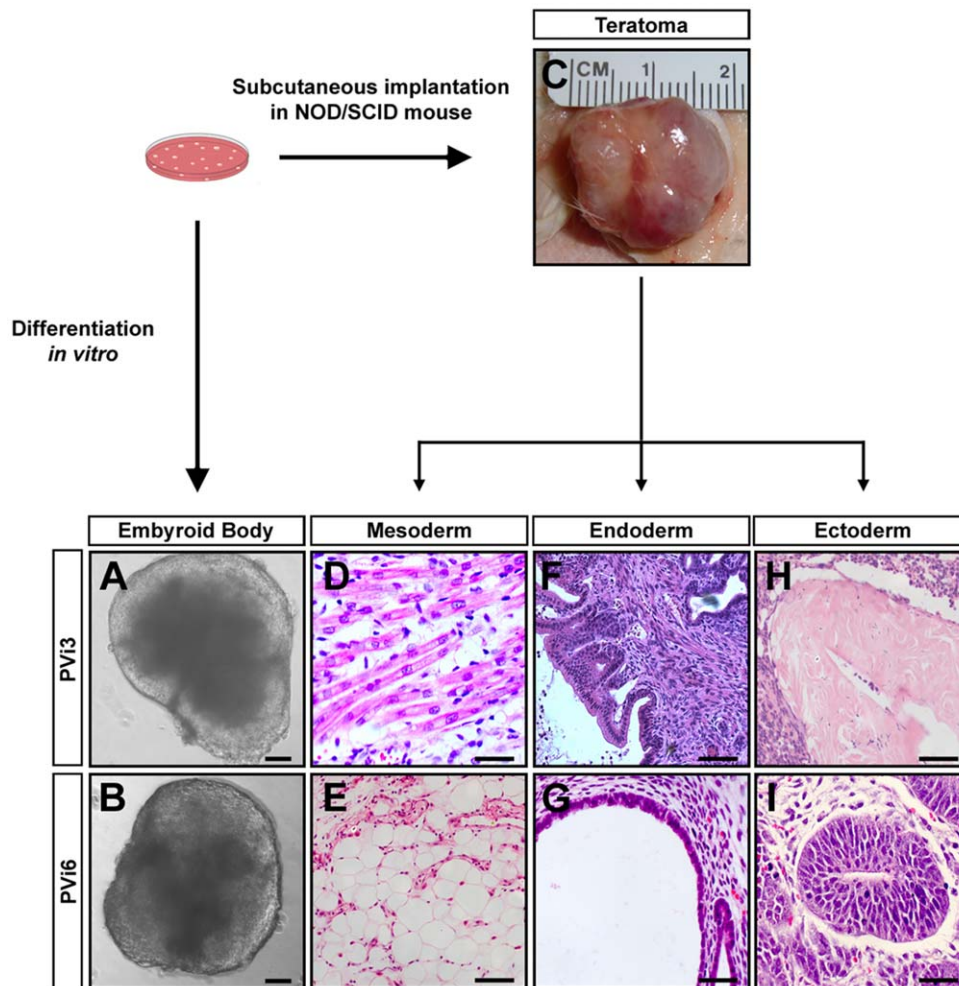 Teratoma
C
CM 1 2
Subcutaneous implantation
in NOD/SCID mouse
Differentiation
in vitro
Embyroid Body
Mesoderm
Endoderm
Ectoderm
PVi3
A
D
F
H
PVi6
B
E
G
I